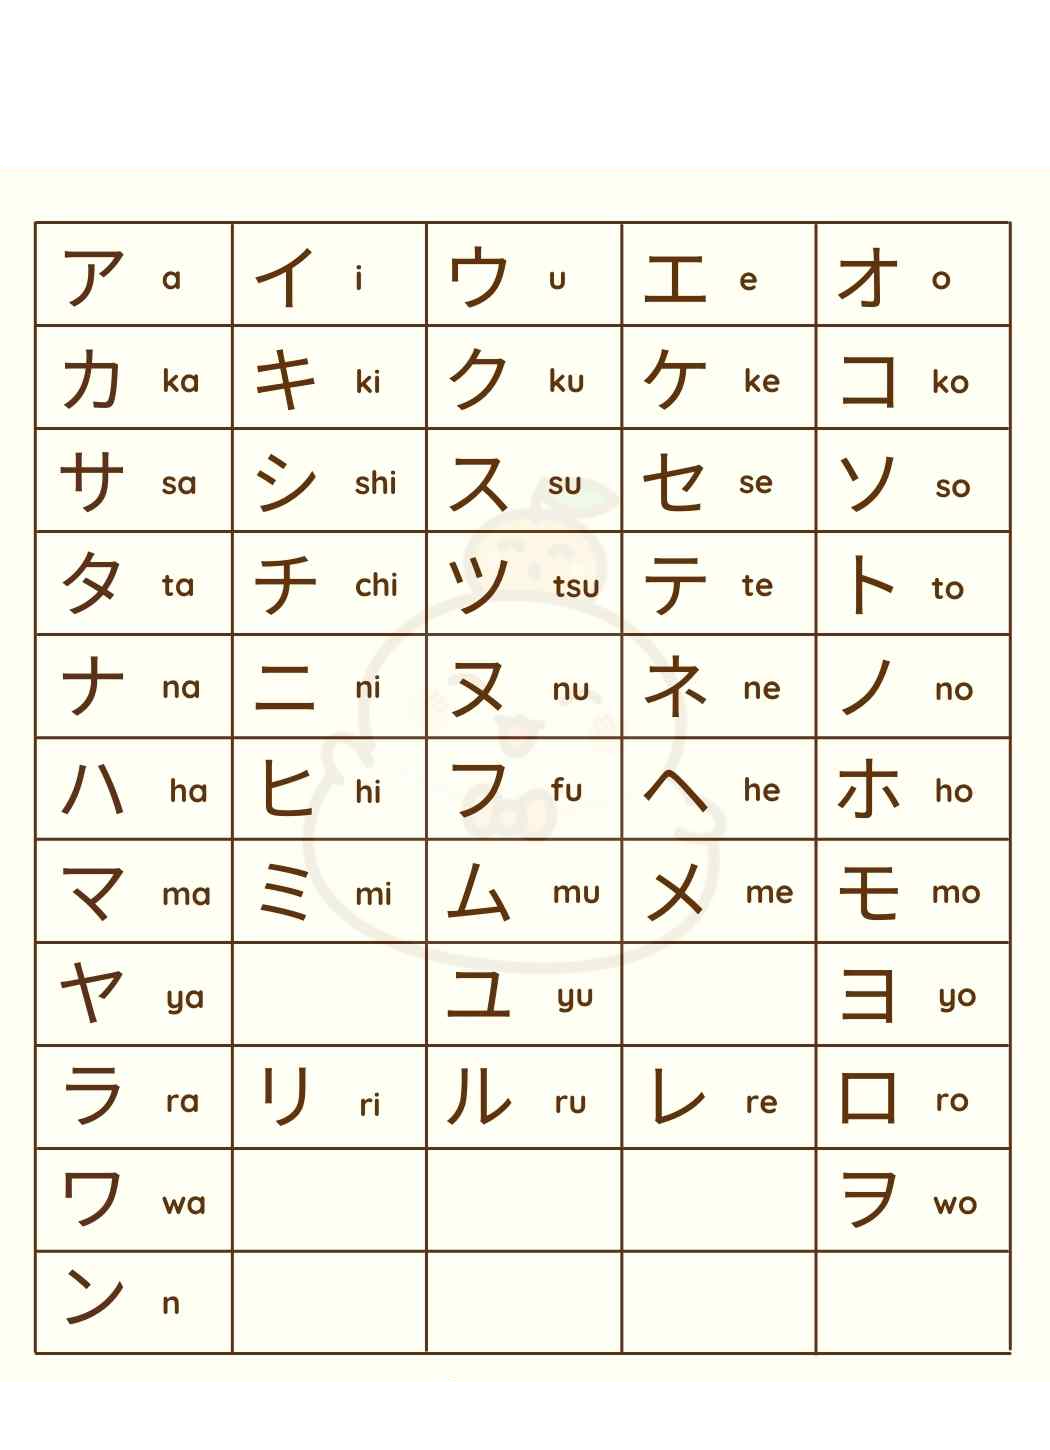 ア a イ i ウ u エ e オ o
カ ka キ ki ク ku ケ ke コ ko
サ sa シ shi ス su セ se ソ so
タ ta チ chi ツ tsu テ te ト to
ナ na ニ ni ヌ nu ネ ne ノ no
ハ ha ヒ hi フ fu ヘ he ホ ho
マ ma ミ mi ム mu メ me モ mo
ヤ ya ユ yu ヨ yo
ラ ra リ ri ル ru レ re ロ ro
ワ wa ヲ wo
ン n